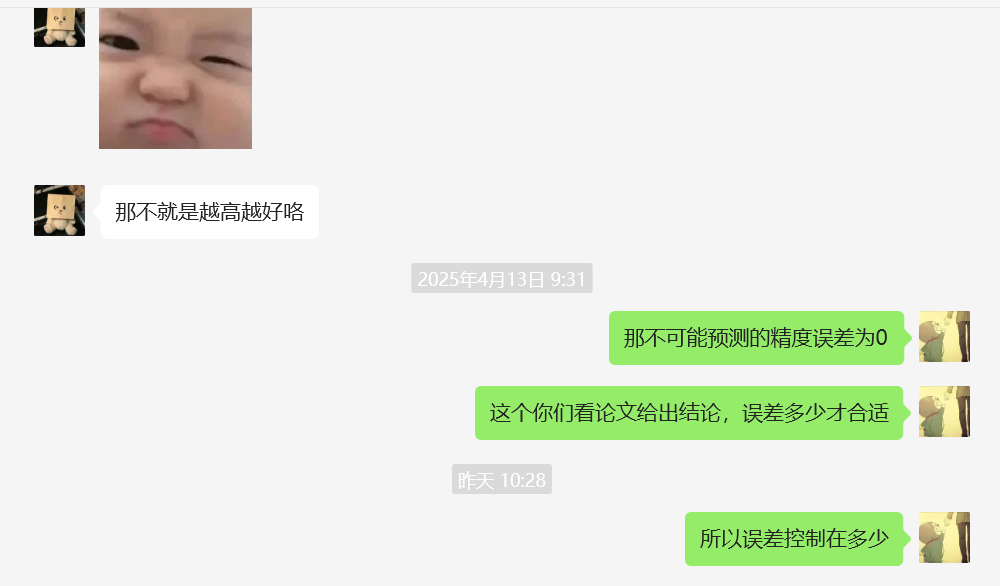 那不就是越高越好咯
2025年4月13日 9:31
那不可能预测的精度误差为0
这个你们看论文给出结论，误差多少才合适
昨天 10:28
所以误差控制在多少